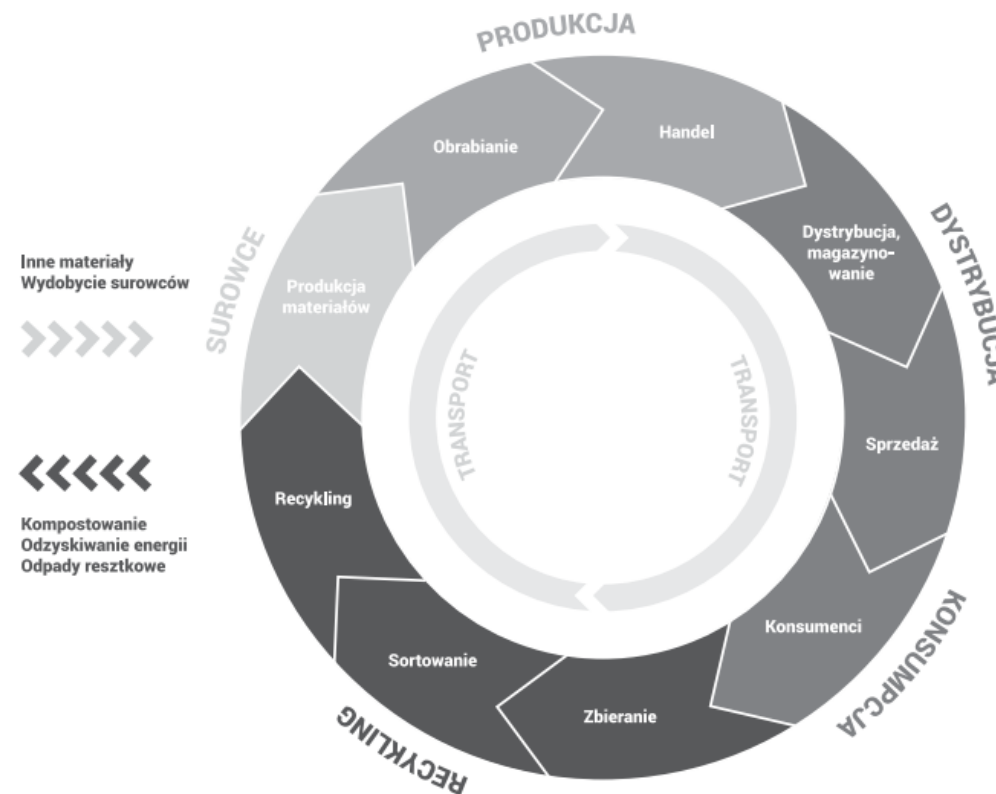 PRODUKCJA
Obrabianie
Handel
SUROWCE
Produkcja
materiałów
Inne materiały
Wydobycie surowców
Dystrybucja,
magazyno-
wanie
DYSTRYBUCJA
TRANSPORT
TRANSPORT
Sprzedaż
Recykling
Kompostowanie
Odzyskiwanie energii
Odpady resztkowe
Konsumenci
KONSUMPCJA
Sortowanie
Zbieranie
RECYKLING